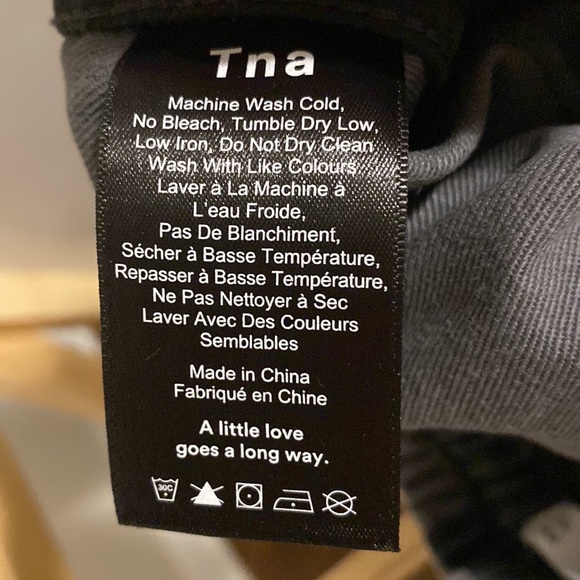 Tna
Machine Wash Cold,
No Bleach, Tumble Dry Low,
Low Iron, Do Not Dry Clean
Wash With Like Colours
Laver à La Machine à
L'eau Froide,
Pas De Blanchiment,
Sécher à Basse Température,
Repasser à Basse Température,
Ne Pas Nettoyer à Sec
Laver Avec Des Couleurs
Semblables
Made in China
Fabriqué en Chine
A little love
goes a long way.
30C